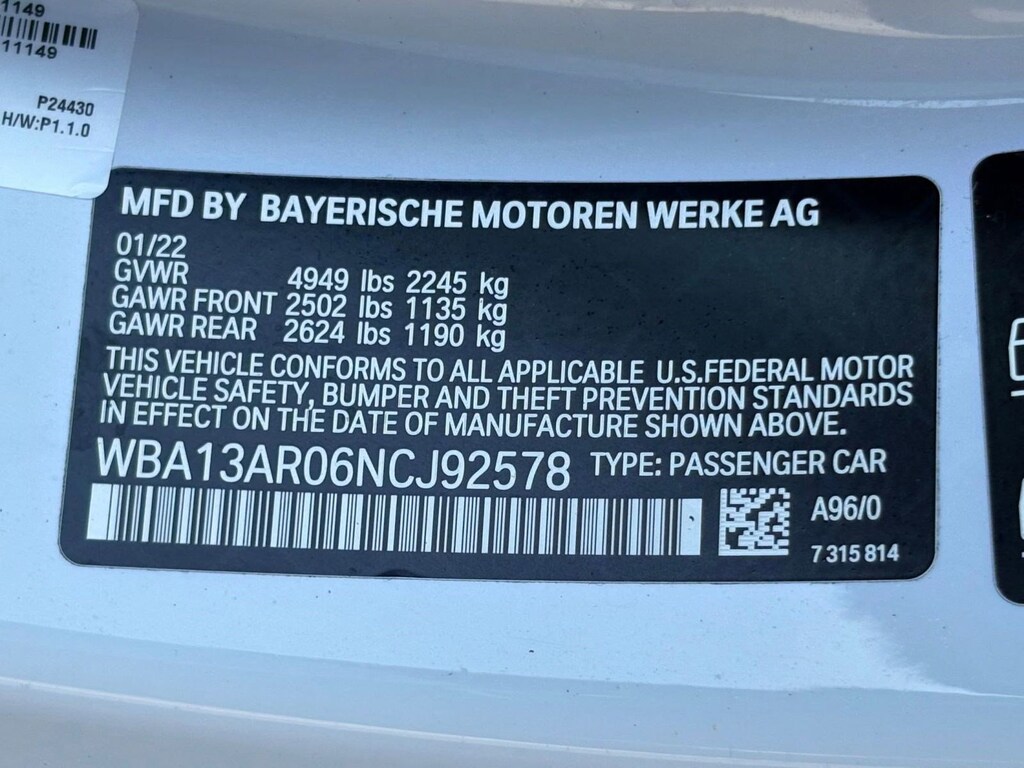 1149
11149
P24430
H/W:P1.1.0
MFD BY BAYERISCHE MOTOREN WERKE AG
01/22
GVWR 4949 lbs 2245 kg
GAWR FRONT 2502 lbs 1135 kg
GAWR REAR 2624 lbs 1190 kg
THIS VEHICLE CONFORMS TO ALL APPLICABLE U.S.FEDERAL MOTOR
VEHICLE SAFETY, BUMPER AND THEFT PREVENTION STANDARDS
IN EFFECT ON THE DATE OF MANUFACTURE SHOWN ABOVE.
WBA13AR06NCJ92578 TYPE: PASSENGER CAR
A96/0
7 315 814